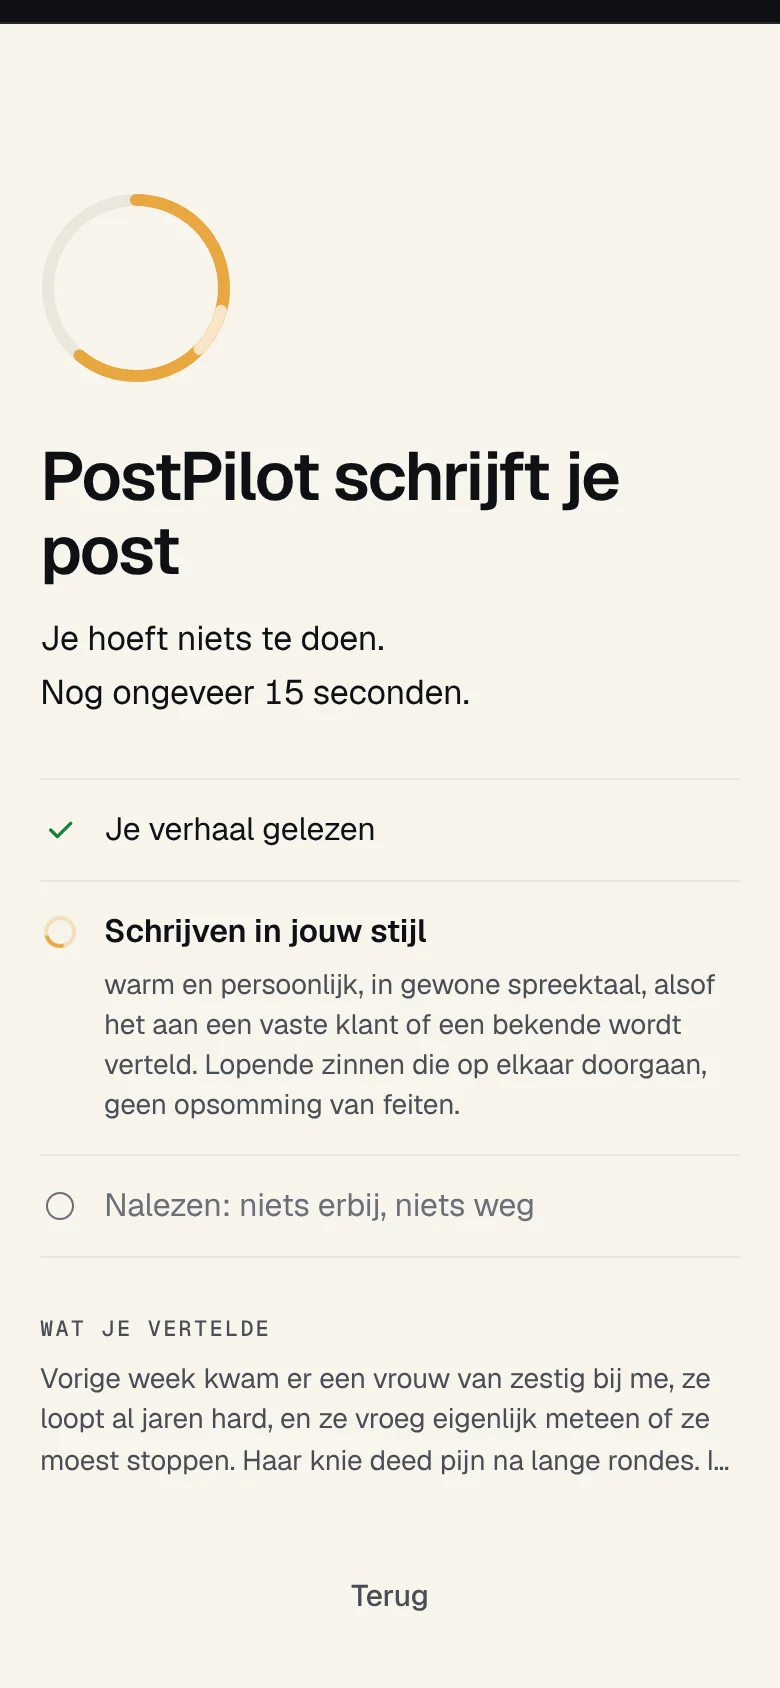 PostPilot schrijft je
post
Je hoeft niets te doen.
Nog ongeveer 15 seconden.
Je verhaal gelezen
Schrijven in jouw stijl
warm en persoonlijk, in gewone spreektaal, alsof
het aan een vaste klant of een bekende wordt
verteld. Lopende zinnen die op elkaar doorgaan,
geen opsomming van feiten.
Nalezen: niets erbij, niets weg
WAT JE VERTELDE
Vorige week kwam er een vrouw van zestig bij me, ze
loopt al jaren hard, en ze vroeg eigenlijk meteen of ze
moest stoppen. Haar knie deed pijn na lange rondes. I…
Terug